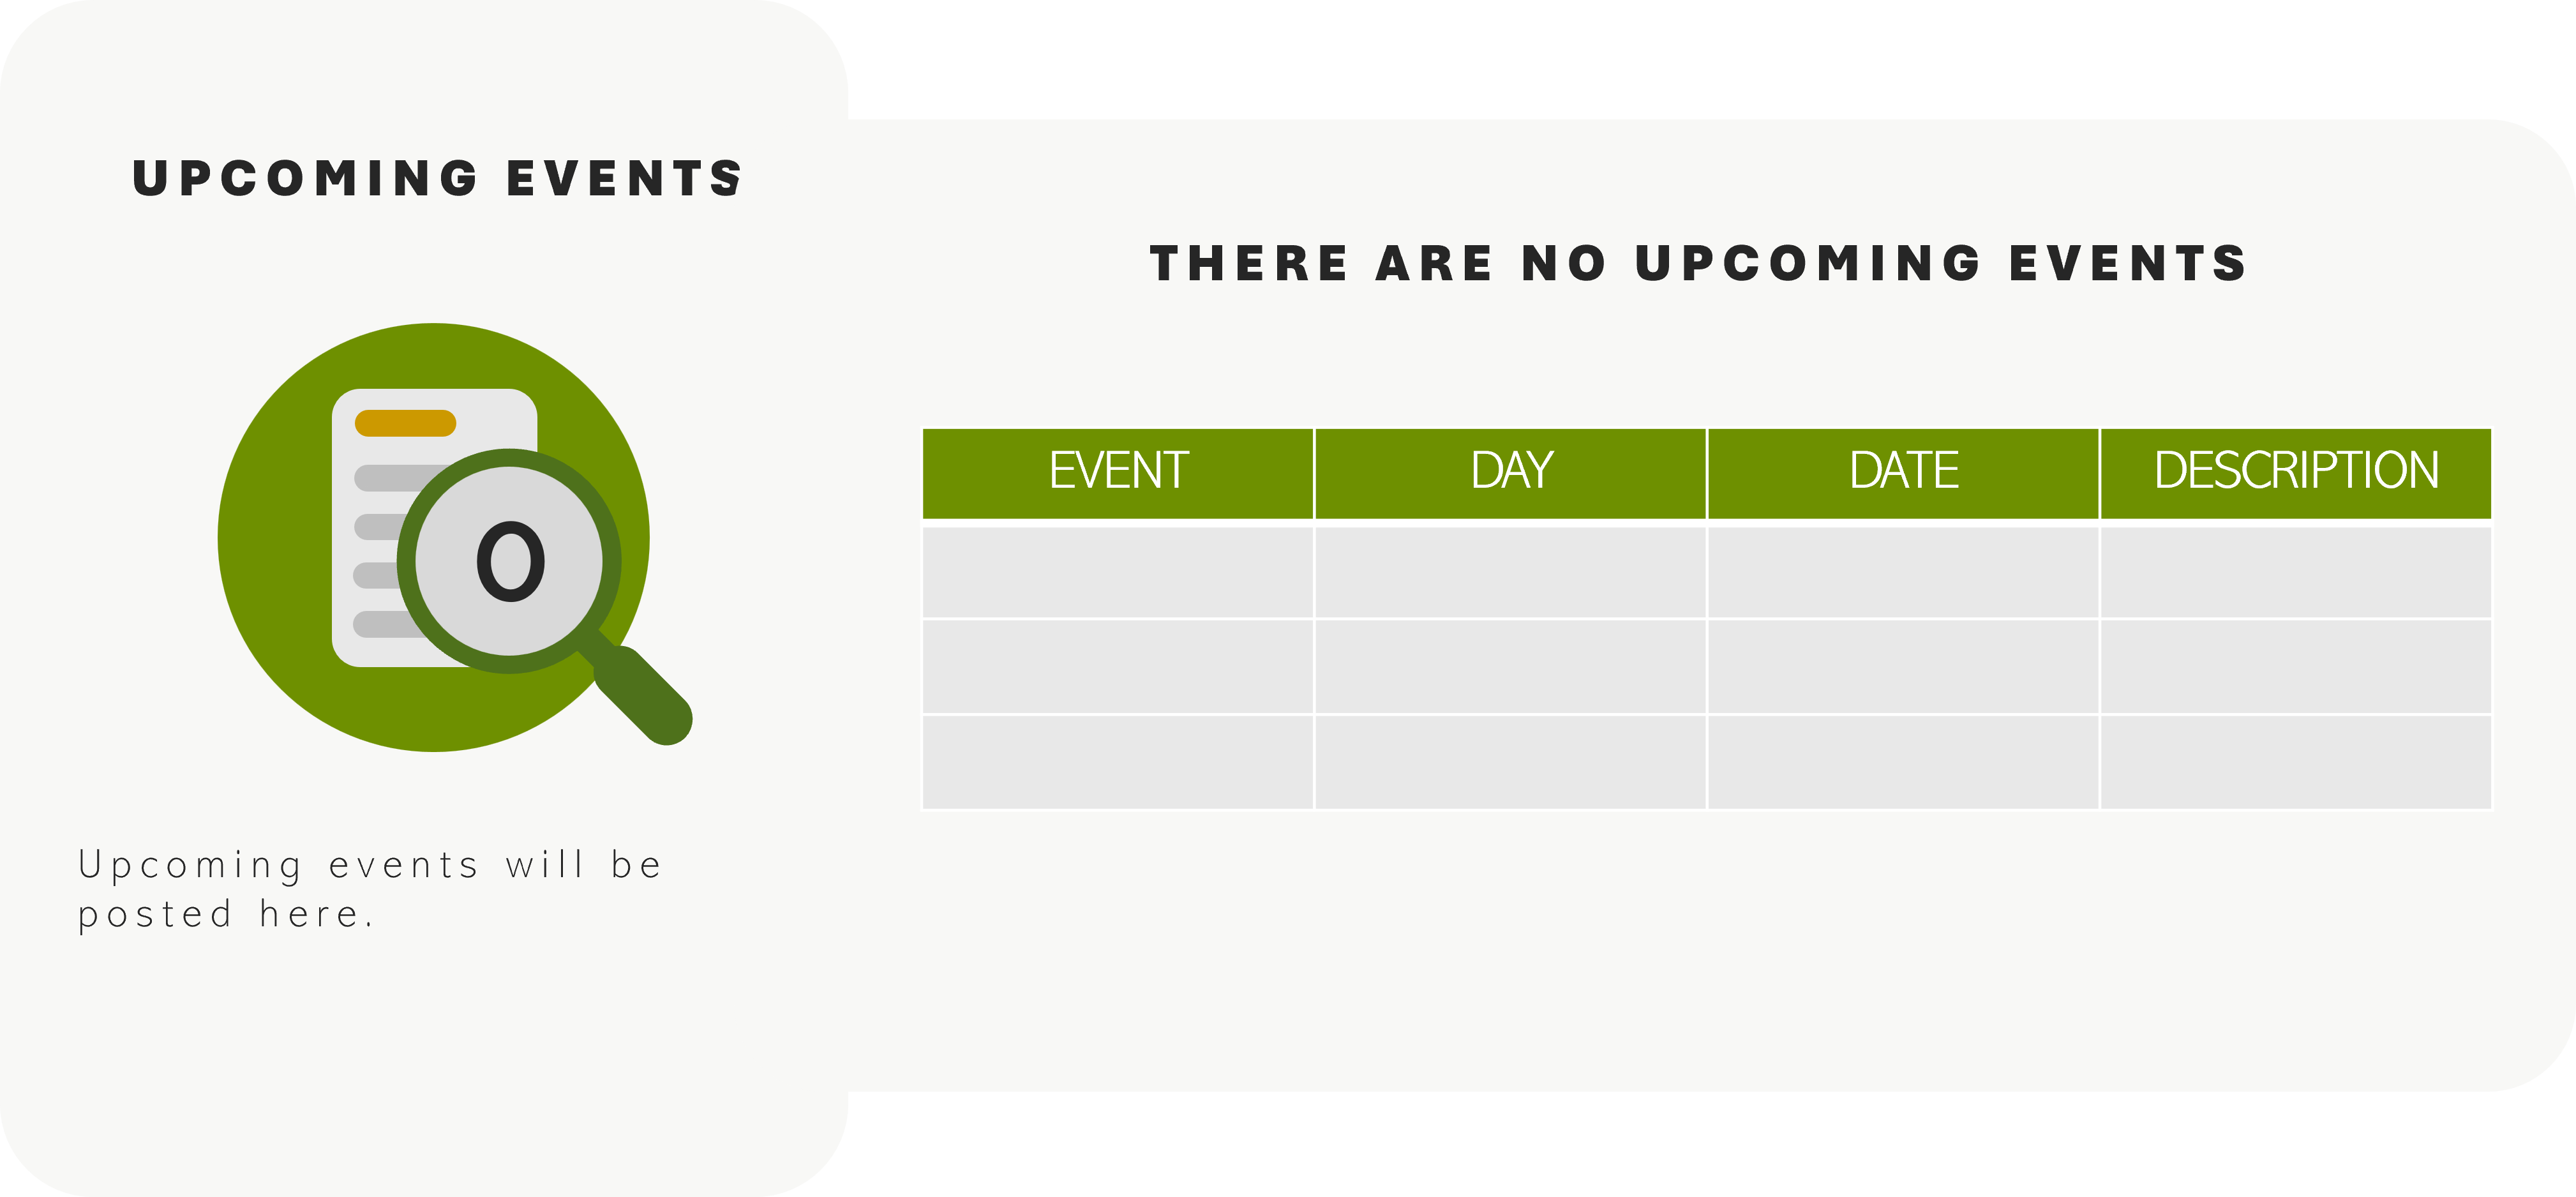 UPCOMING EVENTS
0
Upcoming events will be
posted here.
THERE ARE NO UPCOMING EVENTS
EVENT DAY DATE DESCRIPTION